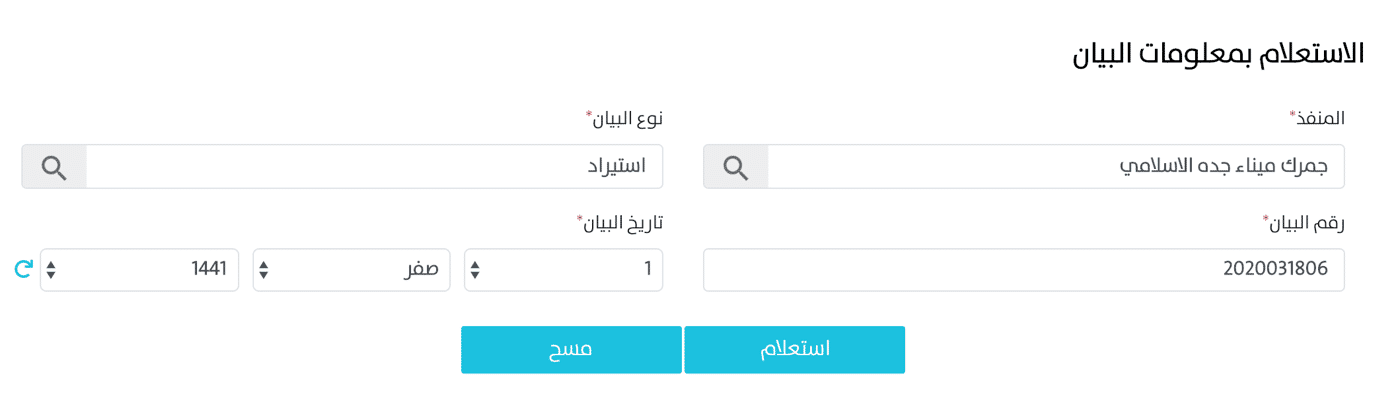 الاستعلام بمعلومات البيان
المنفذ*
نوع البيان*
جمرك ميناء جده الاسلامي
استيراد
رقم البيان*
تاريخ البيان*
2020031806
1
صفر
1441
استعلام
مسح